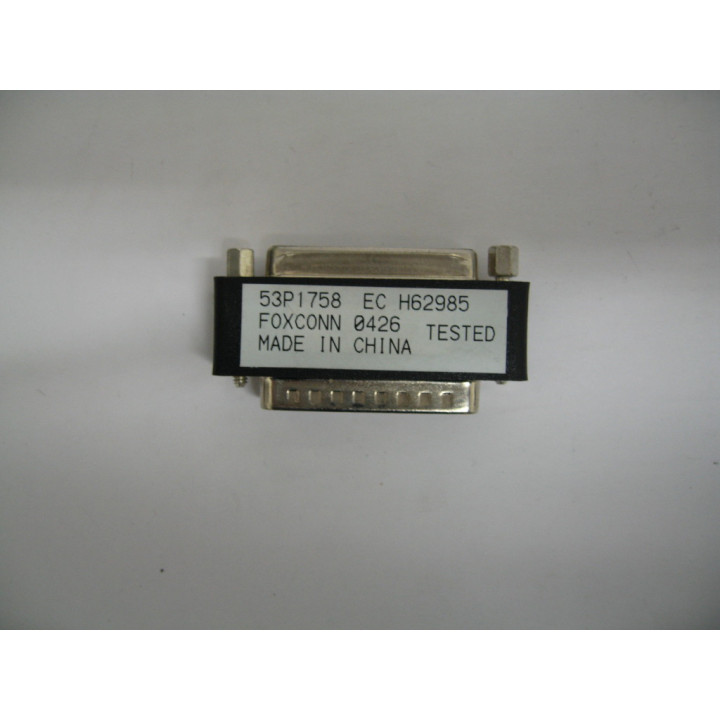 53P1758 EC H62985
FOXCONN 0426 TESTED
MADE IN CHINA